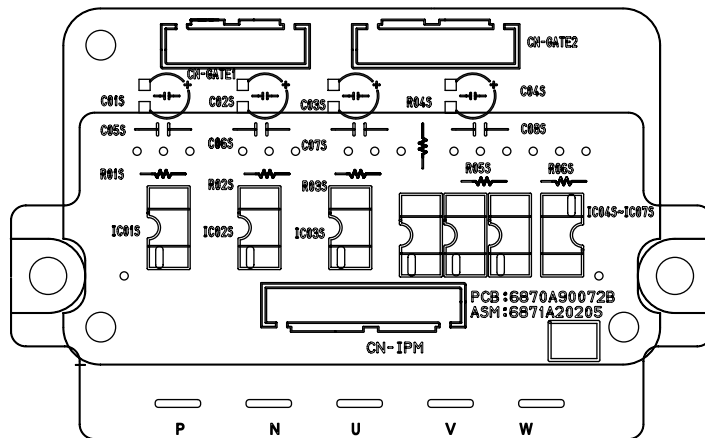 CN-GATE1
CN-GATE2
C01S
C02S
C03S
R04S
C04S
C05S
C06S
C07S
C08S
R01S
R02S
R03S
R05S
R06S
IC01S
IC02S
IC03S
IC04S~IC07S
PCB:6870A90072B
ASM:6871A20205
CN-IPM
P N U V W